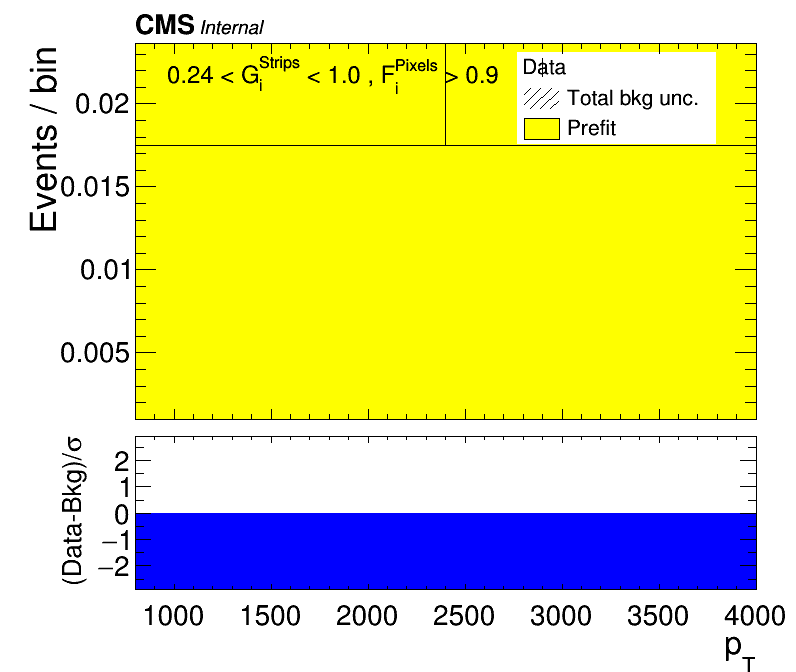 CMS Internal
0.24 < G_i^Strips < 1.0 , F_i^Pixels > 0.9
Data
Total bkg unc.
Prefit
Events / bin
0.02
0.015
0.01
0.005
(Data-Bkg)/σ
2
1
0
−1
−2
1000 1500 2000 2500 3000 3500 4000
p_T